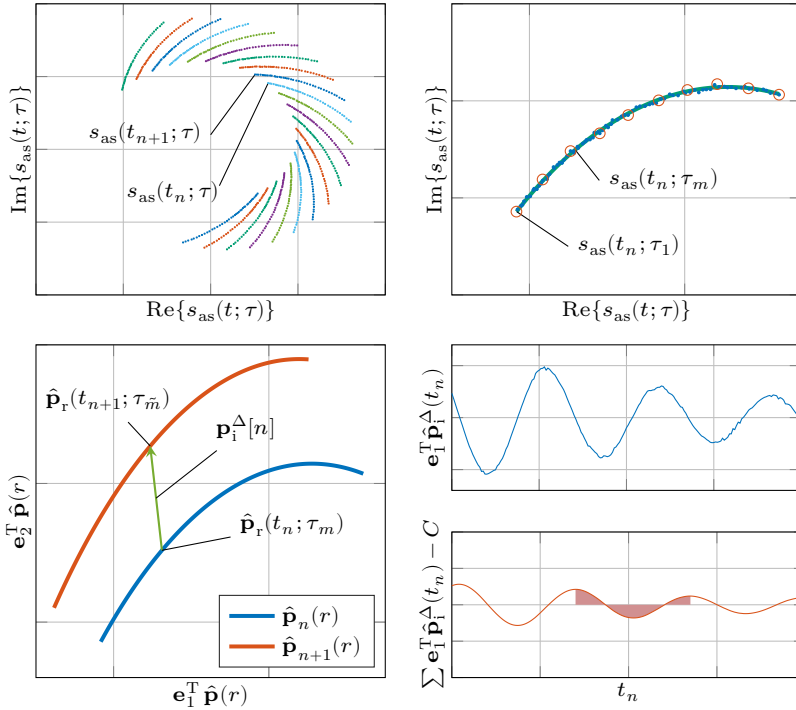 Im{s_as(t; τ)}
s_as(t_{n+1}; τ)
s_as(t_n; τ)
Re{s_as(t; τ)}
Im{s_as(t; τ)}
s_as(t_n; τ_m)
s_as(t_n; τ_1)
Re{s_as(t; τ)}
e_2^T p̂(r)
p̂_r(t_{n+1}; τ_m̃)
p_i^Δ[n]
p̂_r(t_n; τ_m)
p̂_n(r)
p̂_{n+1}(r)
e_1^T p̂(r)
e_1^T p̂_i^Δ(t_n)
∑ e_1^T p̂_i^Δ(t_n) − C
t_n